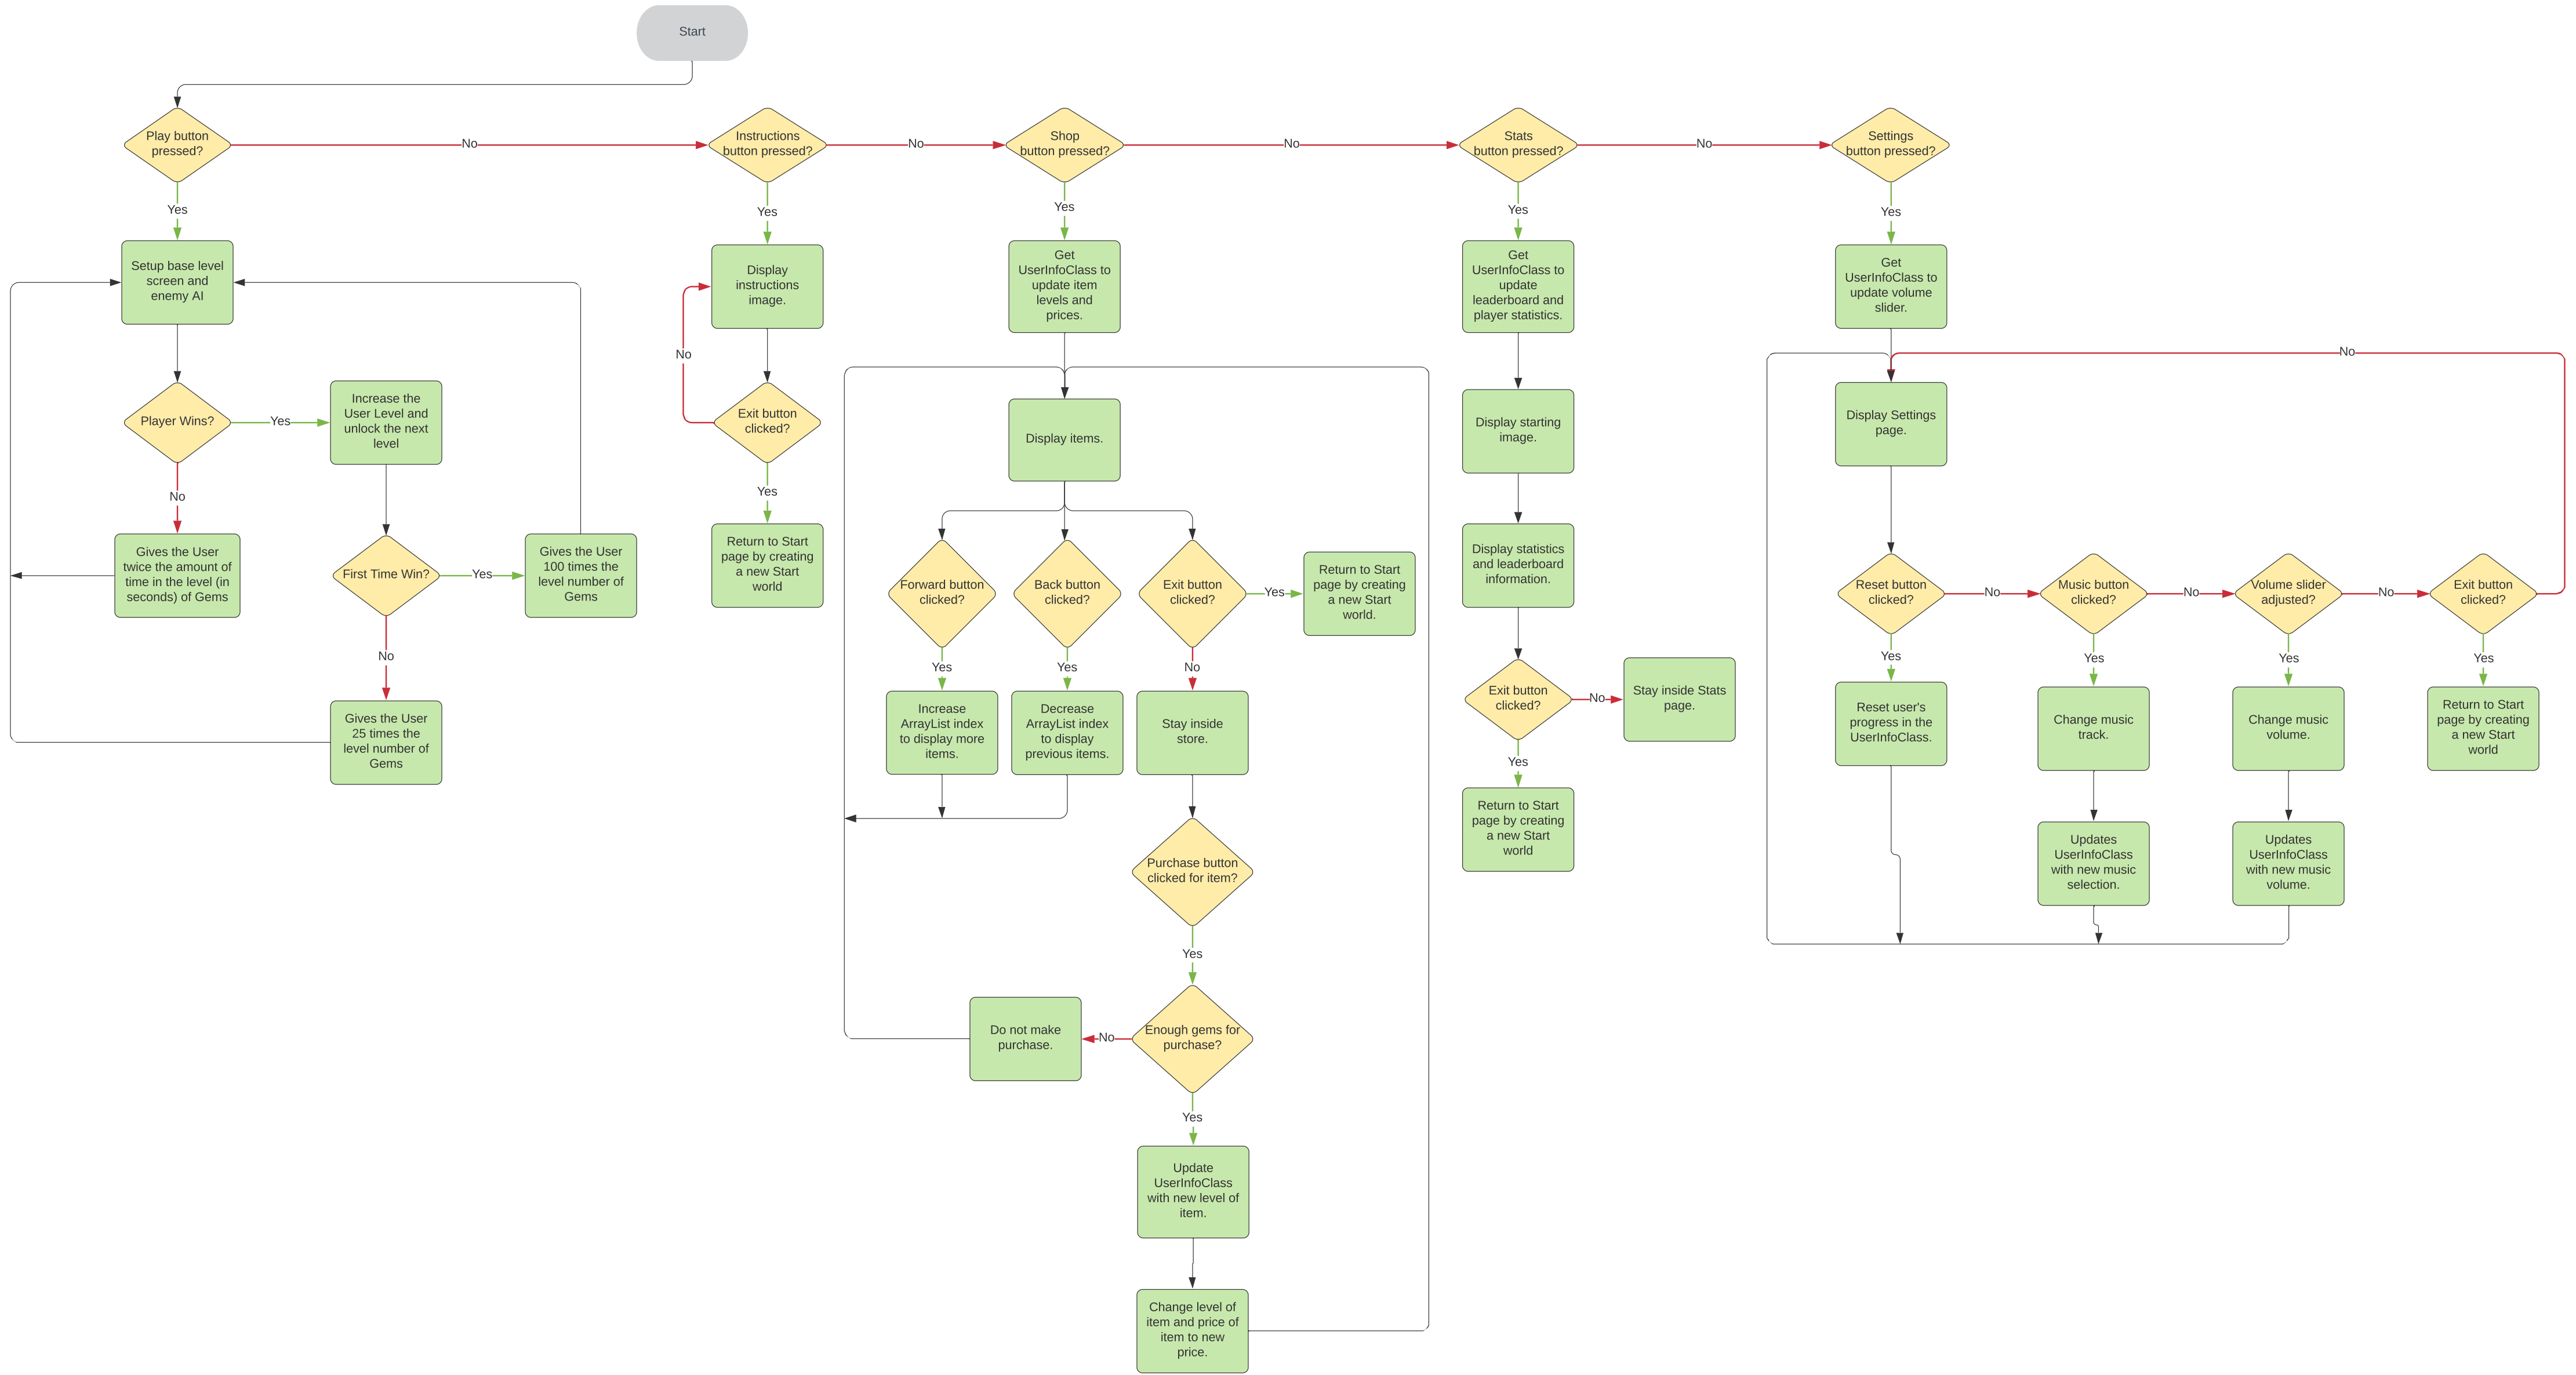 Start
Play button
pressed?
No
Instructions
button pressed?
No
Shop
button pressed?
No
Stats
button pressed?
No
Settings
button pressed?
Yes
Setup base level
screen and
enemy AI
Player Wins?
Yes
Increase the
User Level and
unlock the next
level
No
Gives the User
twice the amount of
time in the level (in
seconds) of Gems
First Time Win?
Yes
Gives the User
100 times the
level number of
Gems
No
Gives the User
25 times the
level number of
Gems
Yes
Display
instructions
image.
No
Exit button
clicked?
Yes
Return to Start
page by creating
a new Start
world
Yes
Get
UserInfoClass to
update item
levels and
prices.
Display items.
Forward button
clicked?
Back button
clicked?
Exit button
clicked?
Yes
Return to Start
page by creating
a new Start
world.
Yes
Yes
No
Increase
ArrayList index
to display more
items.
Decrease
ArrayList index
to display
previous items.
Stay inside
store.
Purchase button
clicked for item?
Yes
Enough gems for
purchase?
No
Do not make
purchase.
Yes
Update
UserInfoClass
with new level of
item.
Change level of
item and price of
item to new
price.
Yes
Get
UserInfoClass to
update
leaderboard and
player statistics.
Display starting
image.
Display statistics
and leaderboard
information.
Exit button
clicked?
No
Stay inside Stats
page.
Yes
Return to Start
page by creating
a new Start
world
Yes
Get
UserInfoClass to
update volume
slider.
No
Display Settings
page.
Reset button
clicked?
No
Music button
clicked?
No
Volume slider
adjusted?
No
Exit button
clicked?
Yes
Yes
Yes
Yes
Reset user's
progress in the
UserInfoClass.
Change music
track.
Change music
volume.
Return to Start
page by creating
a new Start
world
Updates
UserInfoClass
with new music
selection.
Updates
UserInfoClass
with new music
volume.